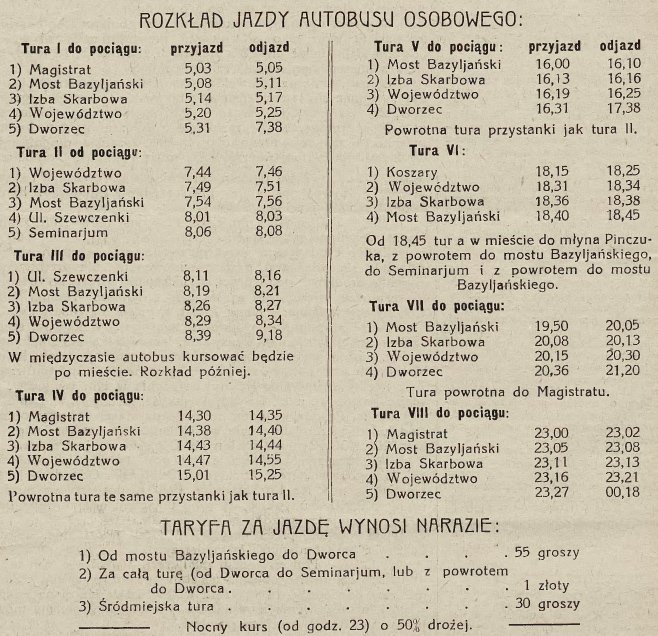 ROZKŁAD JAZDY AUTOBUSU OSOBOWEGO:
Tura I do pociągu: przyjazd odjazd
1) Magistrat 5,03 5,05
2) Most Bazyljański 5,08 5,11
3) Izba Skarbowa 5,14 5,17
4) Województwo 5,20 5,25
5) Dworzec 5,31 7,38
Tura II od pociągu:
1) Województwo 7,44 7,46
2) Izba Skarbowa 7,49 7,51
3) Most Bazyljański 7,54 7,56
4) Ul. Szewczenki 8,01 8,03
5) Seminarjum 8,06 8,08
Tura III do pociągu:
1) Ul. Szewczenki 8,11 8,16
2) Most Bazyljański 8,19 8,21
3) Izba Skarbowa 8,26 8,27
4) Województwo 8,29 8,34
5) Dworzec 8,39 9,18
W międzyczasie autobus kursować będzie
po mieście. Rozkład później.
Tura IV do pociągu:
1) Magistrat 14,30 14,35
2) Most Bazyljański 14,38 14,40
3) Izba Skarbowa 14,43 14,44
4) Województwo 14,47 14,55
5) Dworzec 15,01 15,25
Powrotna tura te same przystanki jak tura II.
Tura V do pociągu: przyjazd odjazd
1) Most Bazyljański 16,00 16,10
2) Izba Skarbowa 16,13 16,16
3) Województwo 16,19 16,25
4) Dworzec 16,31 17,38
Powrotna tura przystanki jak tura II.
Tura VI:
1) Koszary 18,15 18,25
2) Województwo 18,31 18,34
3) Izba Skarbowa 18,36 18,38
4) Most Bazyljański 18,40 18,45
Od 18,45 tur a w mieście do młyna Pinczu-
ka, z powrotem do mostu Bazyljańskiego,
do Seminarjum i z powrotem do mostu
Bazyljańskiego.
Tura VII do pociągu:
1) Most Bazyljański 19,50 20,05
2) Izba Skarbowa 20,08 20,13
3) Województwo 20,15 20,30
4) Dworzec 20,36 21,20
Tura powrotna do Magistratu.
Tura VIII do pociągu:
1) Magistrat 23,00 23,02
2) Most Bazyljański 23,05 23,08
3) Izba Skarbowa 23,11 23,13
4) Województwo 23,16 23,21
5) Dworzec 23,27 00,18
TARYFA ZA JAZDĘ WYNOSI NARAZIE:
1) Od mostu Bazyljańskiego do Dworca . . . . 55 groszy
2) Za całą turę (od Dworca do Seminarjum, lub z powrotem
do Dworca . . . . . . . 1 złoty
3) Śródmiejska tura . . . . . . . 30 groszy
Nocny kurs (od godz. 23) o 50% drożej.